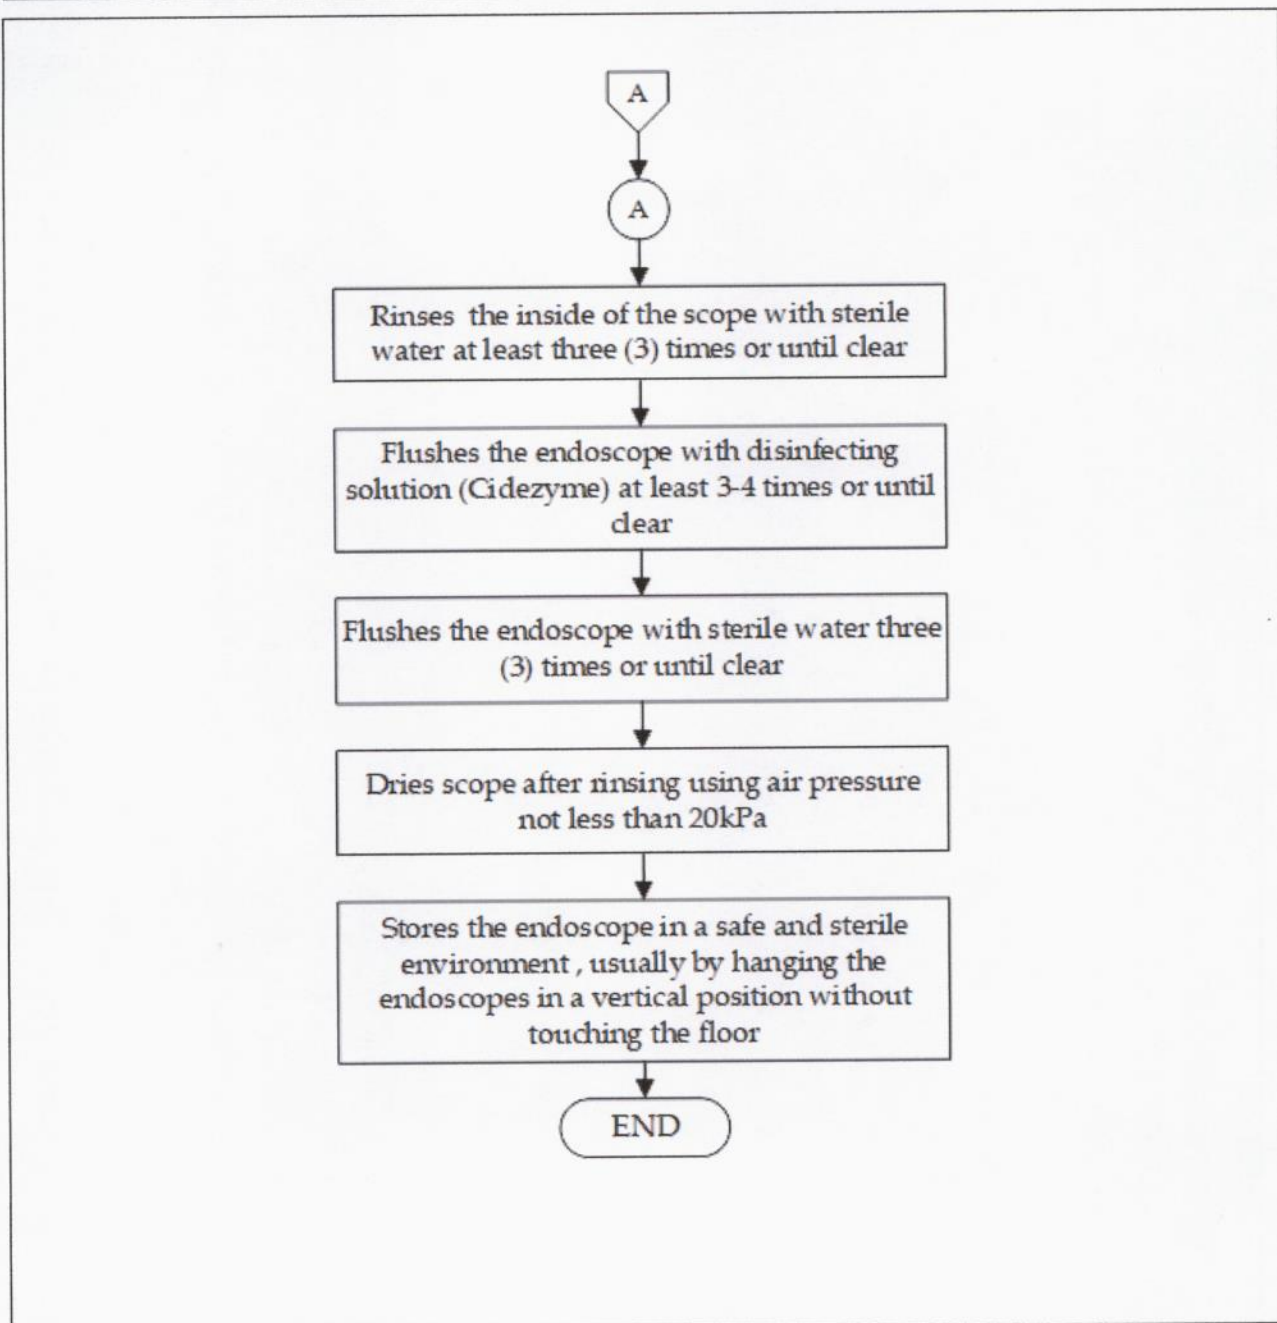 A
A
Rinses the inside of the scope with sterile
water at least three (3) times or until clear
Flushes the endoscope with disinfecting
solution (Cidezyme) at least 3-4 times or until
clear
Flushes the endoscope with sterile water three
(3) times or until clear
Dries scope after rinsing using air pressure
not less than 20kPa
Stores the endoscope in a safe and sterile
environment , usually by hanging the
endoscopes in a vertical position without
touching the floor
END